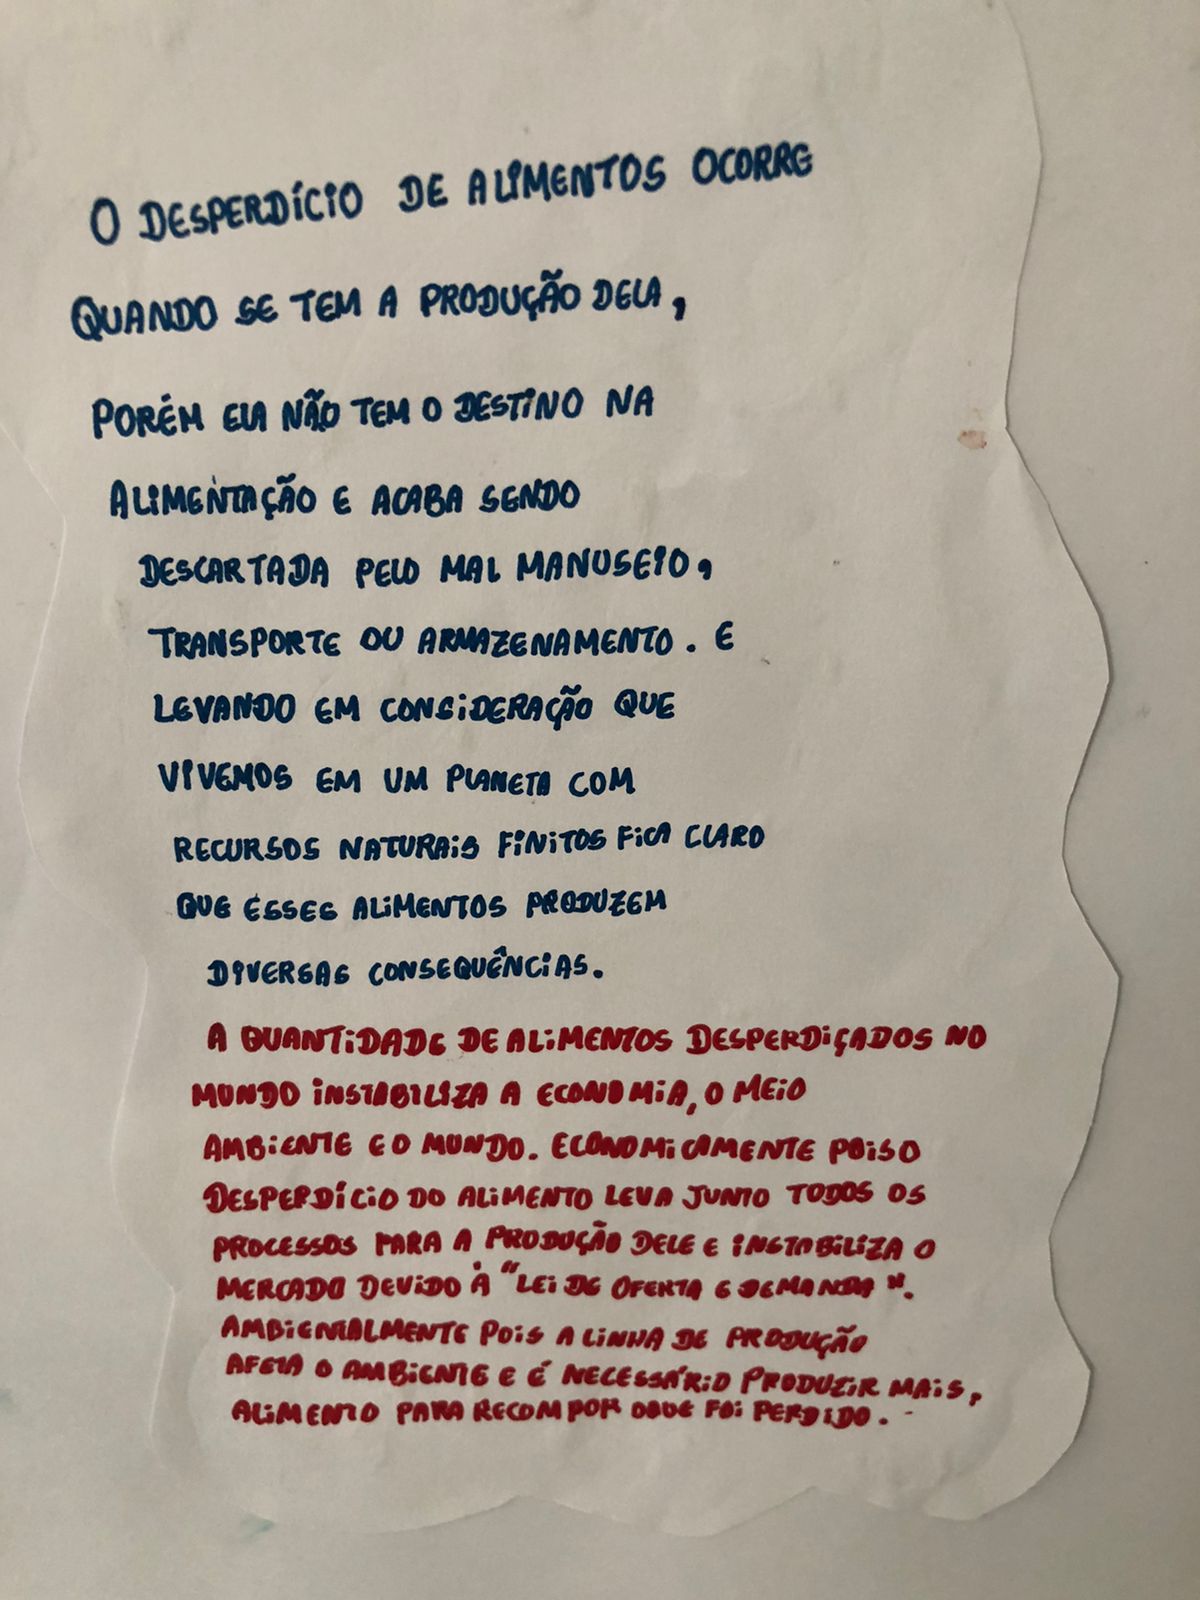 O DESPERDÍCIO DE ALIMENTOS OCORRE
QUANDO SE TEM A PRODUÇÃO DELA,
PORÉM ELA NÃO TEM O DESTINO NA
ALIMENTAÇÃO E ACABA SENDO
DESCARTADA PELO MAL MANUSEIO,
TRANSPORTE OU ARMAZENAMENTO. E
LEVANDO EM CONSIDERAÇÃO QUE
VIVEMOS EM UM PLANETA COM
RECURSOS NATURAIS FINITOS FICA CLARO
QUE ESSES ALIMENTOS PRODUZEM
DIVERSAS CONSEQUÊNCIAS.
A QUANTIDADE DE ALIMENTOS DESPERDIÇADOS NO
MUNDO INSTABILIZA A ECONOMIA, O MEIO
AMBIENTE E O MUNDO. ECONOMICAMENTE POIS O
DESPERDÍCIO DO ALIMENTO LEVA JUNTO TODOS OS
PROCESSOS PARA A PRODUÇÃO DELE E INSTABILIZA O
MERCADO DEVIDO À "LEI DE OFERTA E DEMANDA".
AMBIENTALMENTE POIS A LINHA DE PRODUÇÃO
AFETA O AMBIENTE E É NECESSÁRIO PRODUZIR MAIS,
ALIMENTO PARA RECOMPOR O QUE FOI PERDIDO.